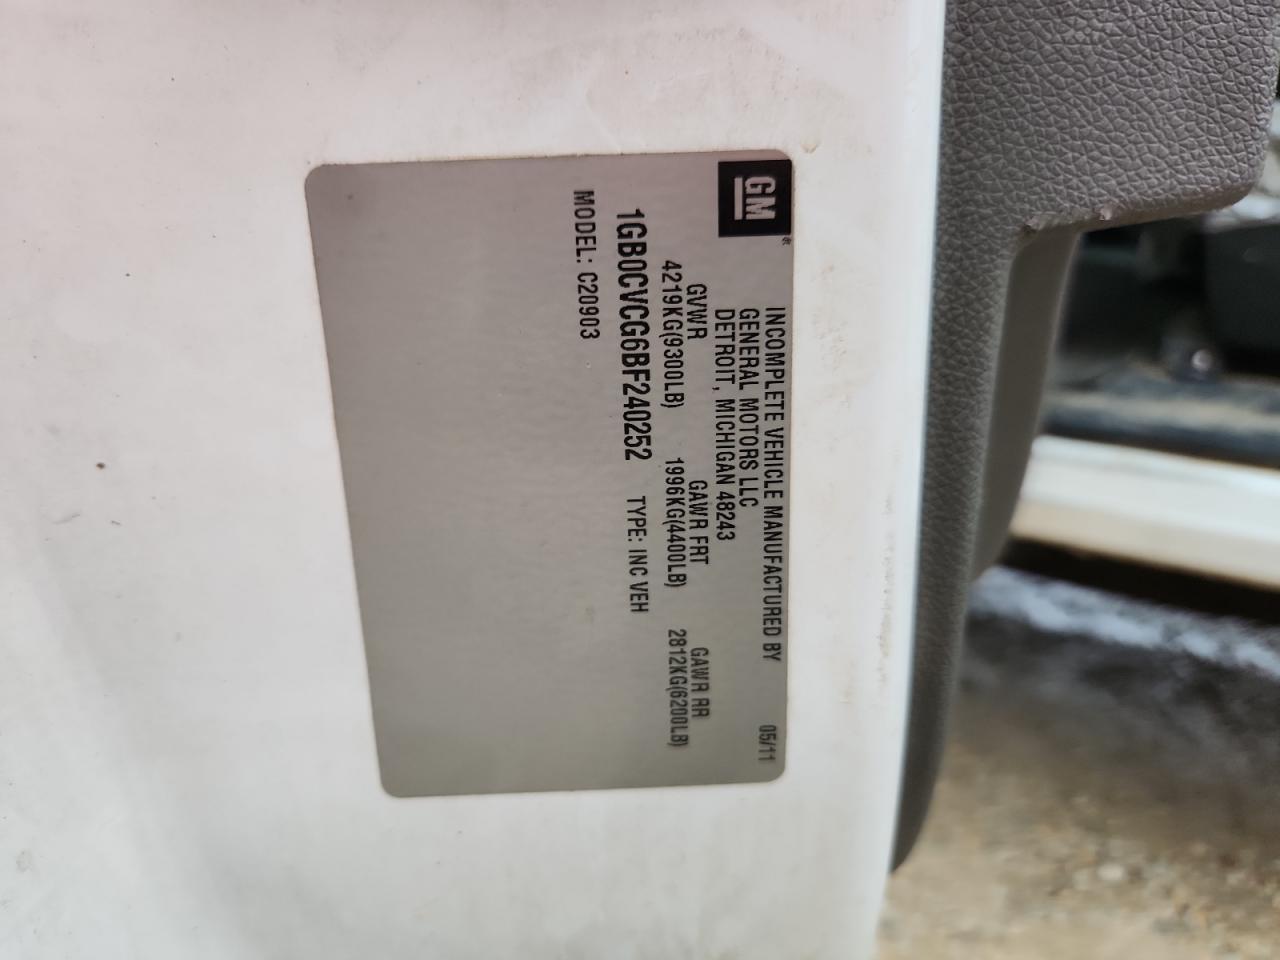 GM®
INCOMPLETE VEHICLE MANUFACTURED BY 05/11
GENERAL MOTORS LLC
DETROIT, MICHIGAN 48243
GVWR GAWR FRT GAWR RR
4219KG(9300LB) 1996KG(4400LB) 2812KG(6200LB)
1GB0CVCG6BF240252 TYPE: INC VEH
MODEL: C20903